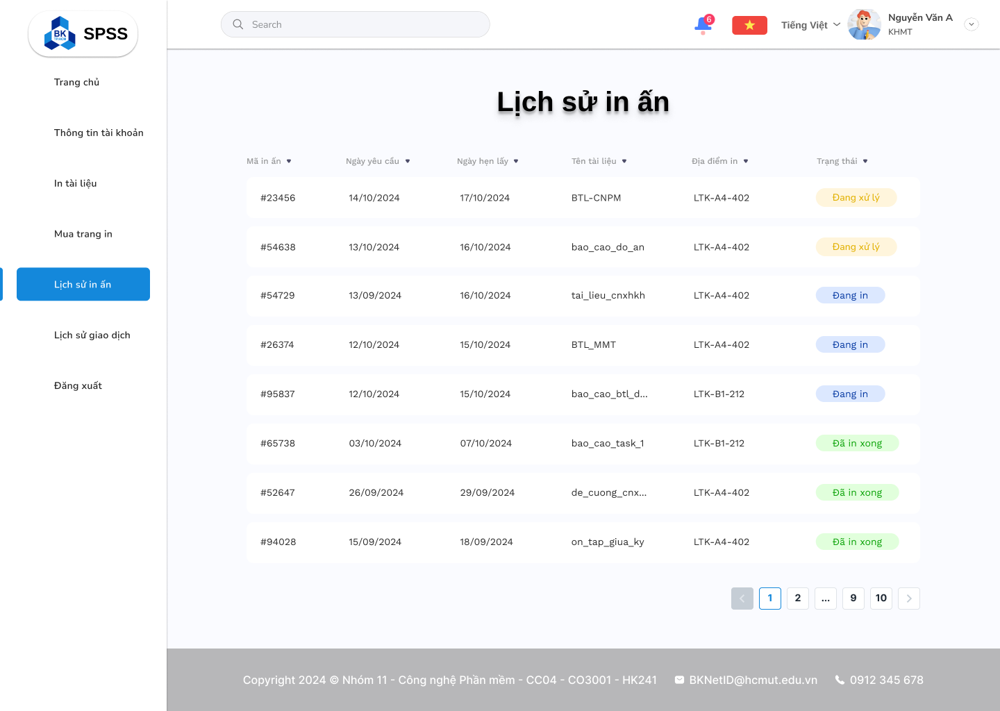 BK
TP.HCM
SPSS
Search
6
Tiếng Việt
Nguyễn Văn A
KHMT
Trang chủ
Thông tin tài khoản
In tài liệu
Mua trang in
Lịch sử in ấn
Lịch sử giao dịch
Đăng xuất
Lịch sử in ấn
Mã in ấn Ngày yêu cầu Ngày hẹn lấy Tên tài liệu Địa điểm in Trạng thái
#23456 14/10/2024 17/10/2024 BTL-CNPM LTK-A4-402 Đang xử lý
#54638 13/10/2024 16/10/2024 bao_cao_do_an LTK-A4-402 Đang xử lý
#54729 13/09/2024 16/10/2024 tai_lieu_cnxhkh LTK-A4-402 Đang in
#26374 12/10/2024 15/10/2024 BTL_MMT LTK-A4-402 Đang in
#95837 12/10/2024 15/10/2024 bao_cao_btl_d... LTK-B1-212 Đang in
#65738 03/10/2024 07/10/2024 bao_cao_task_1 LTK-B1-212 Đã in xong
#52647 26/09/2024 29/09/2024 de_cuong_cnx... LTK-A4-402 Đã in xong
#94028 15/09/2024 18/09/2024 on_tap_giua_ky LTK-A4-402 Đã in xong
1 2 ... 9 10
Copyright 2024 © Nhóm 11 - Công nghệ Phần mềm - CC04 - CO3001 - HK241 BKNetID@hcmut.edu.vn 0912 345 678